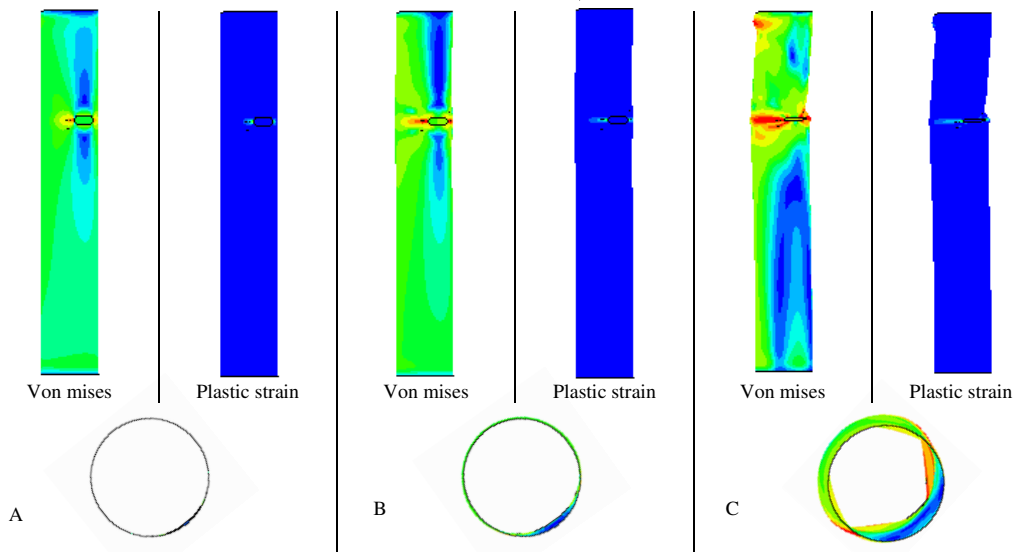 Von mises
Plastic strain
Von mises
Plastic strain
Von mises
Plastic strain
A
B
C